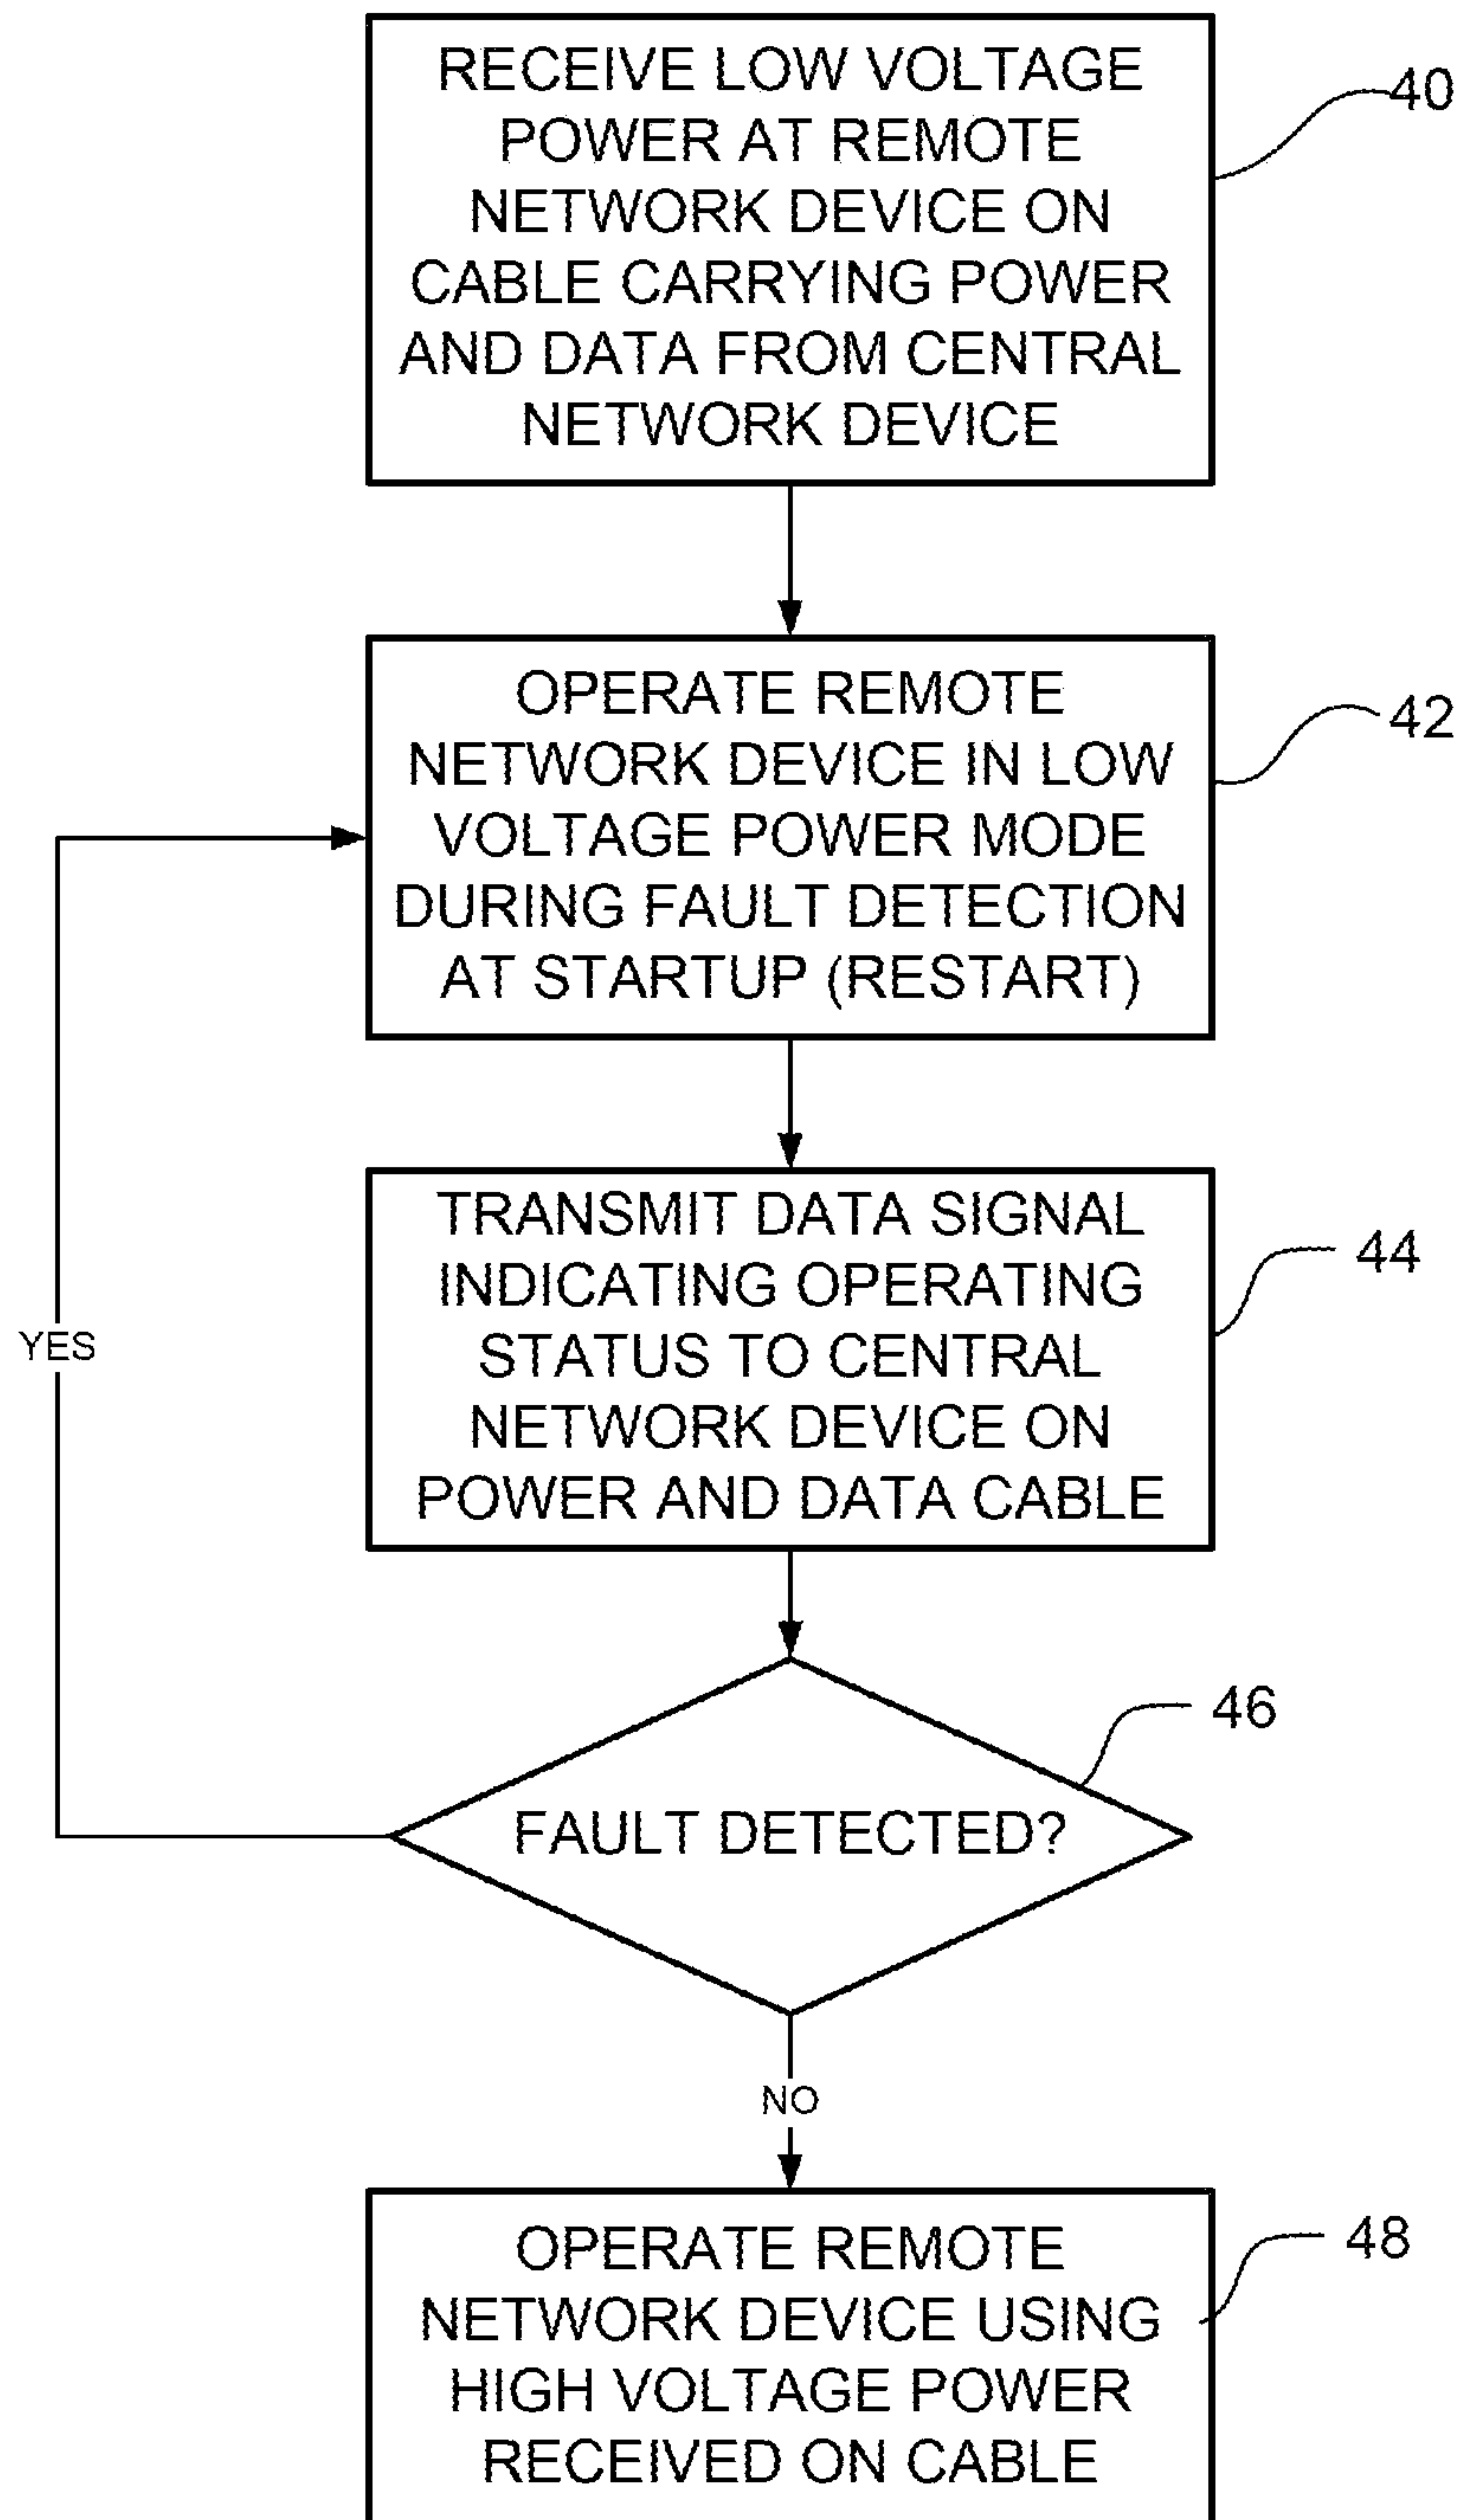 RECEIVE LOW VOLTAGE
POWER AT REMOTE
NETWORK DEVICE ON
CABLE CARRYING POWER
AND DATA FROM CENTRAL
NETWORK DEVICE
40
OPERATE REMOTE
NETWORK DEVICE IN LOW
VOLTAGE POWER MODE
DURING FAULT DETECTION
AT STARTUP (RESTART)
42
TRANSMIT DATA SIGNAL
INDICATING OPERATING
STATUS TO CENTRAL
NETWORK DEVICE ON
POWER AND DATA CABLE
44
YES
46
FAULT DETECTED?
NO
OPERATE REMOTE
NETWORK DEVICE USING
HIGH VOLTAGE POWER
RECEIVED ON CABLE
48